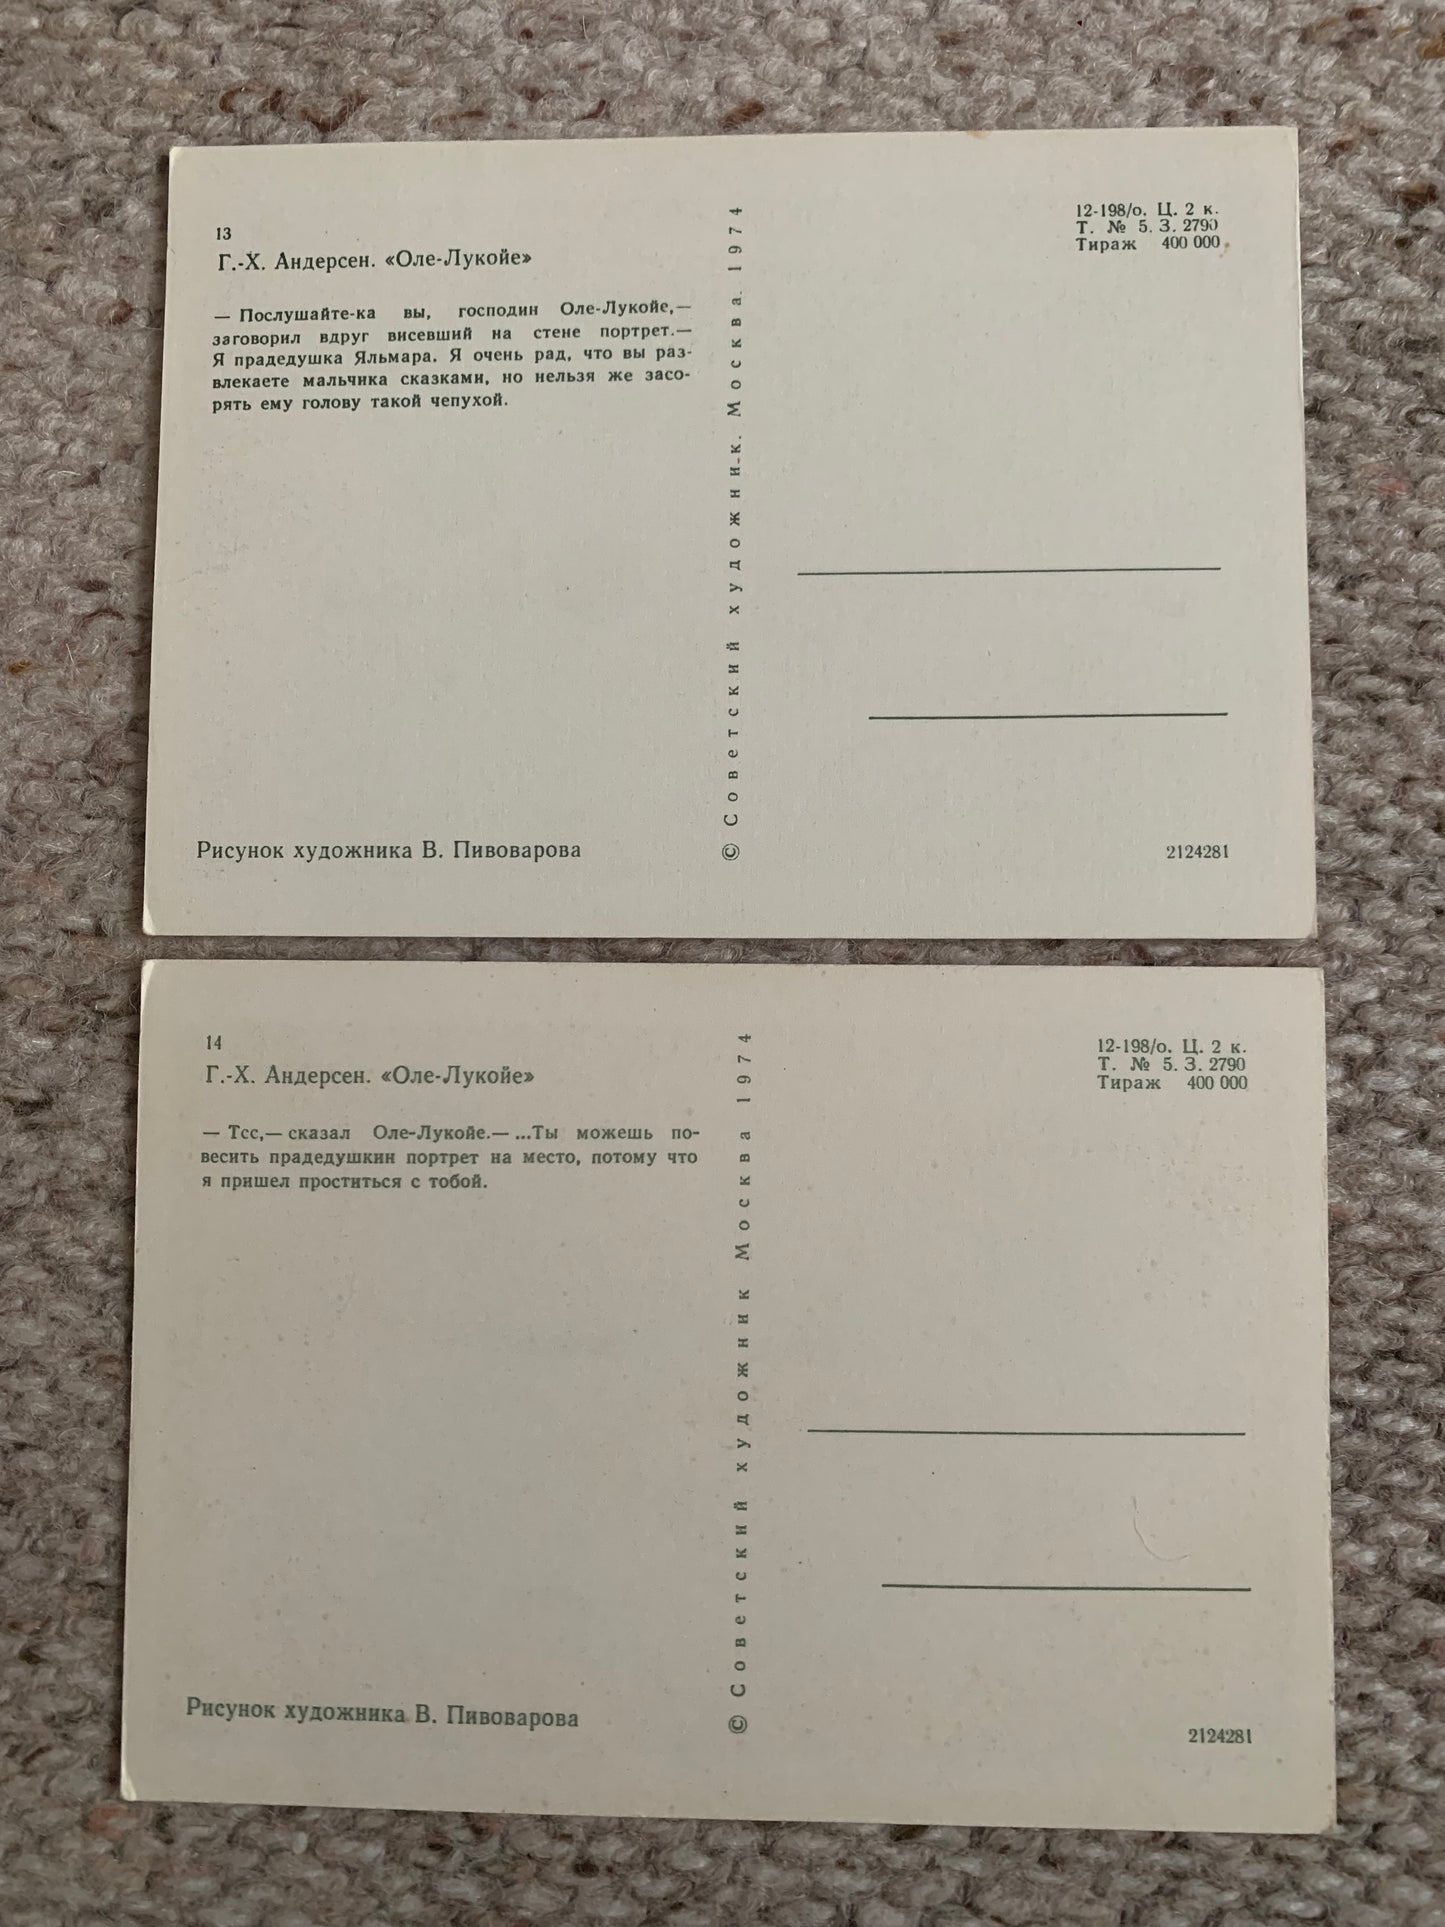 13
Г.-Х. Андерсен. «Оле-Лукойе»
— Послушайте-ка вы, господин Оле-Лукойе,—
заговорил вдруг висевший на стене портрет.—
Я прадедушка Яльмара. Я очень рад, что вы раз-
влекаете мальчика сказками, но нельзя же засо-
рять ему голову такой чепухой.
Рисунок художника В. Пивоварова
© Советский художник. Москва. 1974
12-198/о. Ц. 2 к.
Т. № 5. З. 2790
Тираж 400 000
2124281
14
Г.-Х. Андерсен. «Оле-Лукойе»
— Тсс,— сказал Оле-Лукойе.— ...Ты можешь по-
весить прадедушкин портрет на место, потому что
я пришел проститься с тобой.
Рисунок художника В. Пивоварова
© Советский художник Москва 1974
12-198/о. Ц. 2 к.
Т. № 5. З. 2790
Тираж 400 000
2124281